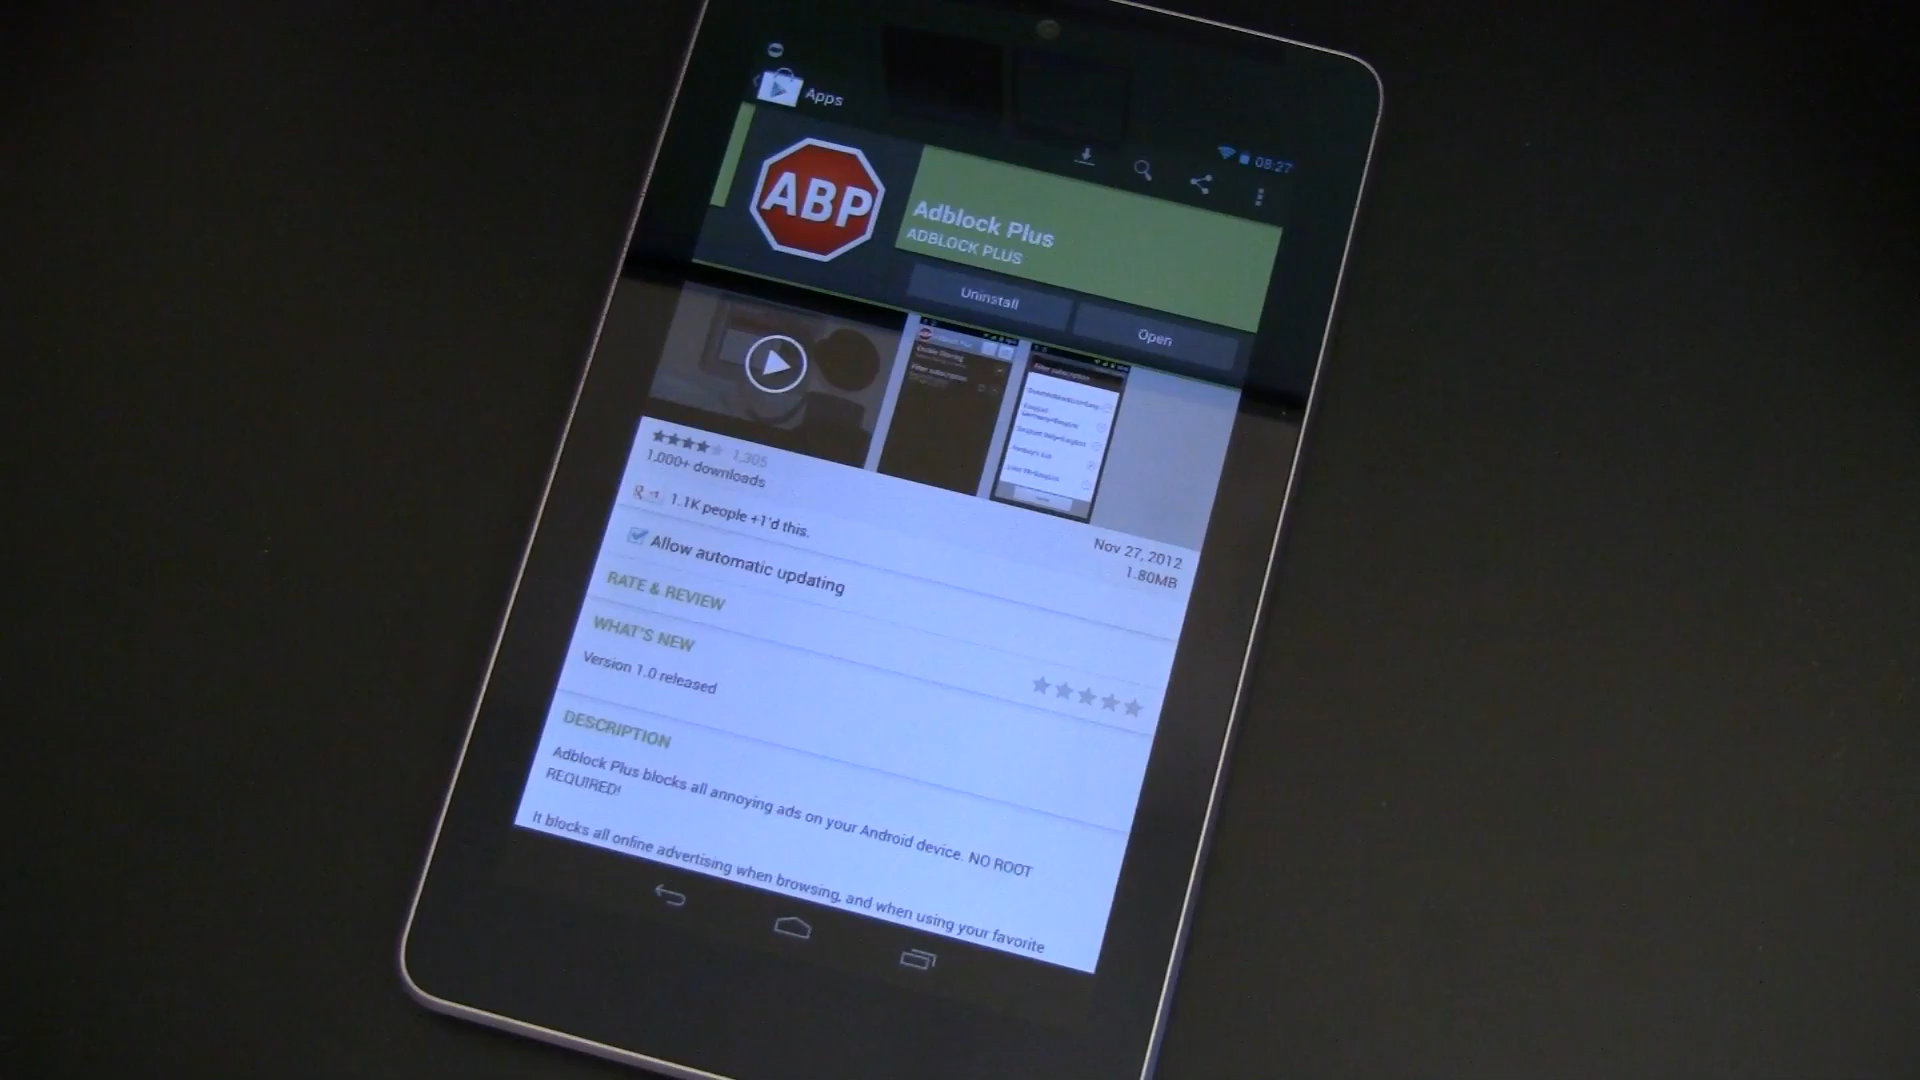 Apps
08:27
ABP
Adblock Plus
ADBLOCK PLUS
Uninstall
Open
Filter subscription
1,305
1,000+ downloads
1.1K people +1'd this.
Nov 27, 2012
1.80MB
Allow automatic updating
RATE & REVIEW
WHAT'S NEW
Version 1.0 released
DESCRIPTION
Adblock Plus blocks all annoying ads on your Android device. NO ROOT
REQUIRED!
It blocks all online advertising when browsing, and when using your favorite